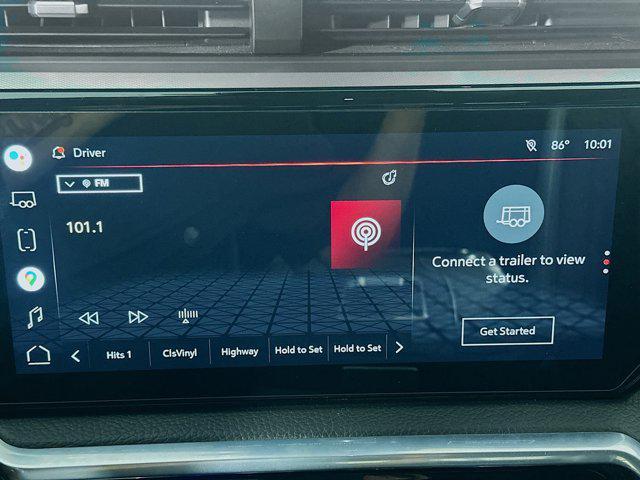 Driver
86° 10:01
FM
101.1
Connect a trailer to view
status.
Get Started
Hits 1 ClsVinyl Highway Hold to Set Hold to Set